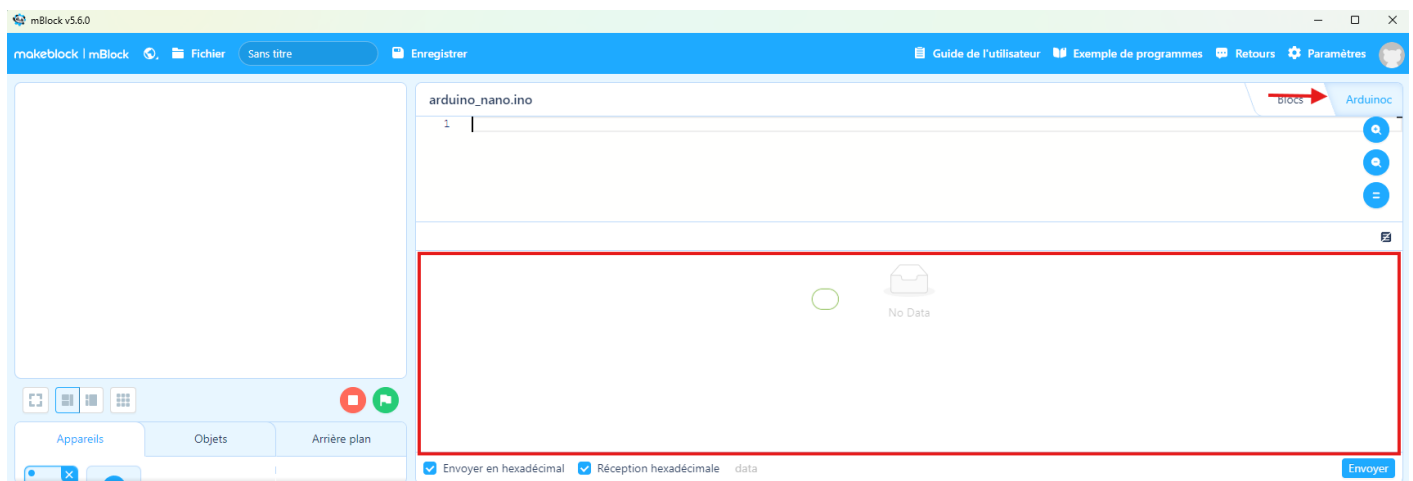 mBlock v5.6.0
makeblock | mBlock Fichier Sans titre Enregistrer Guide de l'utilisateur Exemple de programmes Retours Paramètres
arduino_nano.ino Blocs Arduinoc
1
No Data
Appareils Objets Arrière plan
Envoyer en hexadécimal Réception hexadécimale data Envoyer